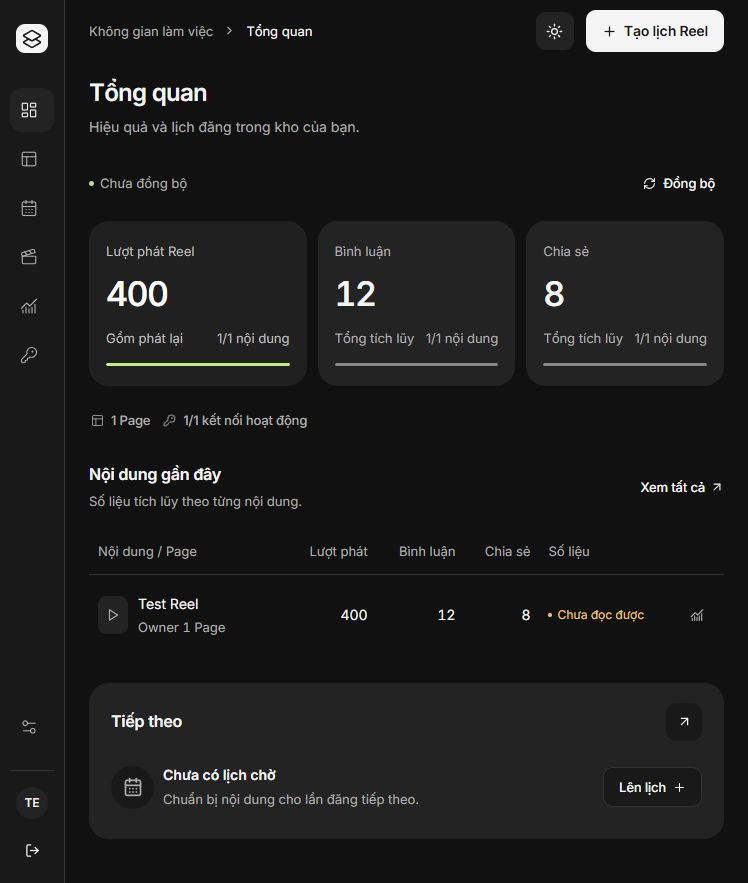 Không gian làm việc > Tổng quan
+ Tạo lịch Reel
Tổng quan
Hiệu quả và lịch đăng trong kho của bạn.
Chưa đồng bộ
Đồng bộ
Lượt phát Reel
400
Gồm phát lại 1/1 nội dung
Bình luận
12
Tổng tích lũy 1/1 nội dung
Chia sẻ
8
Tổng tích lũy 1/1 nội dung
1 Page 1/1 kết nối hoạt động
Nội dung gần đây
Số liệu tích lũy theo từng nội dung.
Xem tất cả
Nội dung / Page Lượt phát Bình luận Chia sẻ Số liệu
Test Reel
Owner 1 Page
400 12 8 Chưa đọc được
Tiếp theo
Chưa có lịch chờ
Chuẩn bị nội dung cho lần đăng tiếp theo.
Lên lịch +
TE